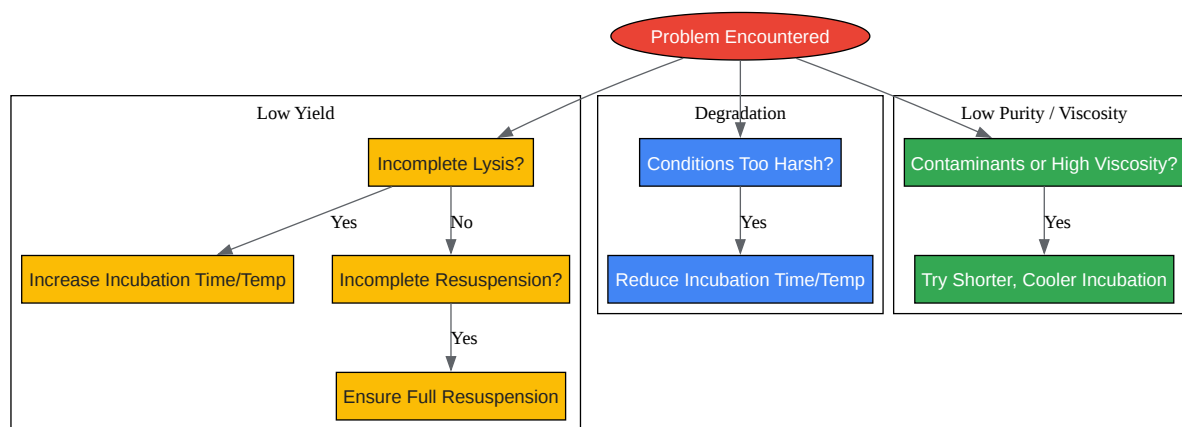 Problem Encountered
Low Yield
Degradation
Low Purity / Viscosity
Incomplete Lysis?
Conditions Too Harsh?
Contaminants or High Viscosity?
Yes
No
Yes
Yes
Increase Incubation Time/Temp
Incomplete Resuspension?
Reduce Incubation Time/Temp
Try Shorter, Cooler Incubation
Yes
Ensure Full Resuspension